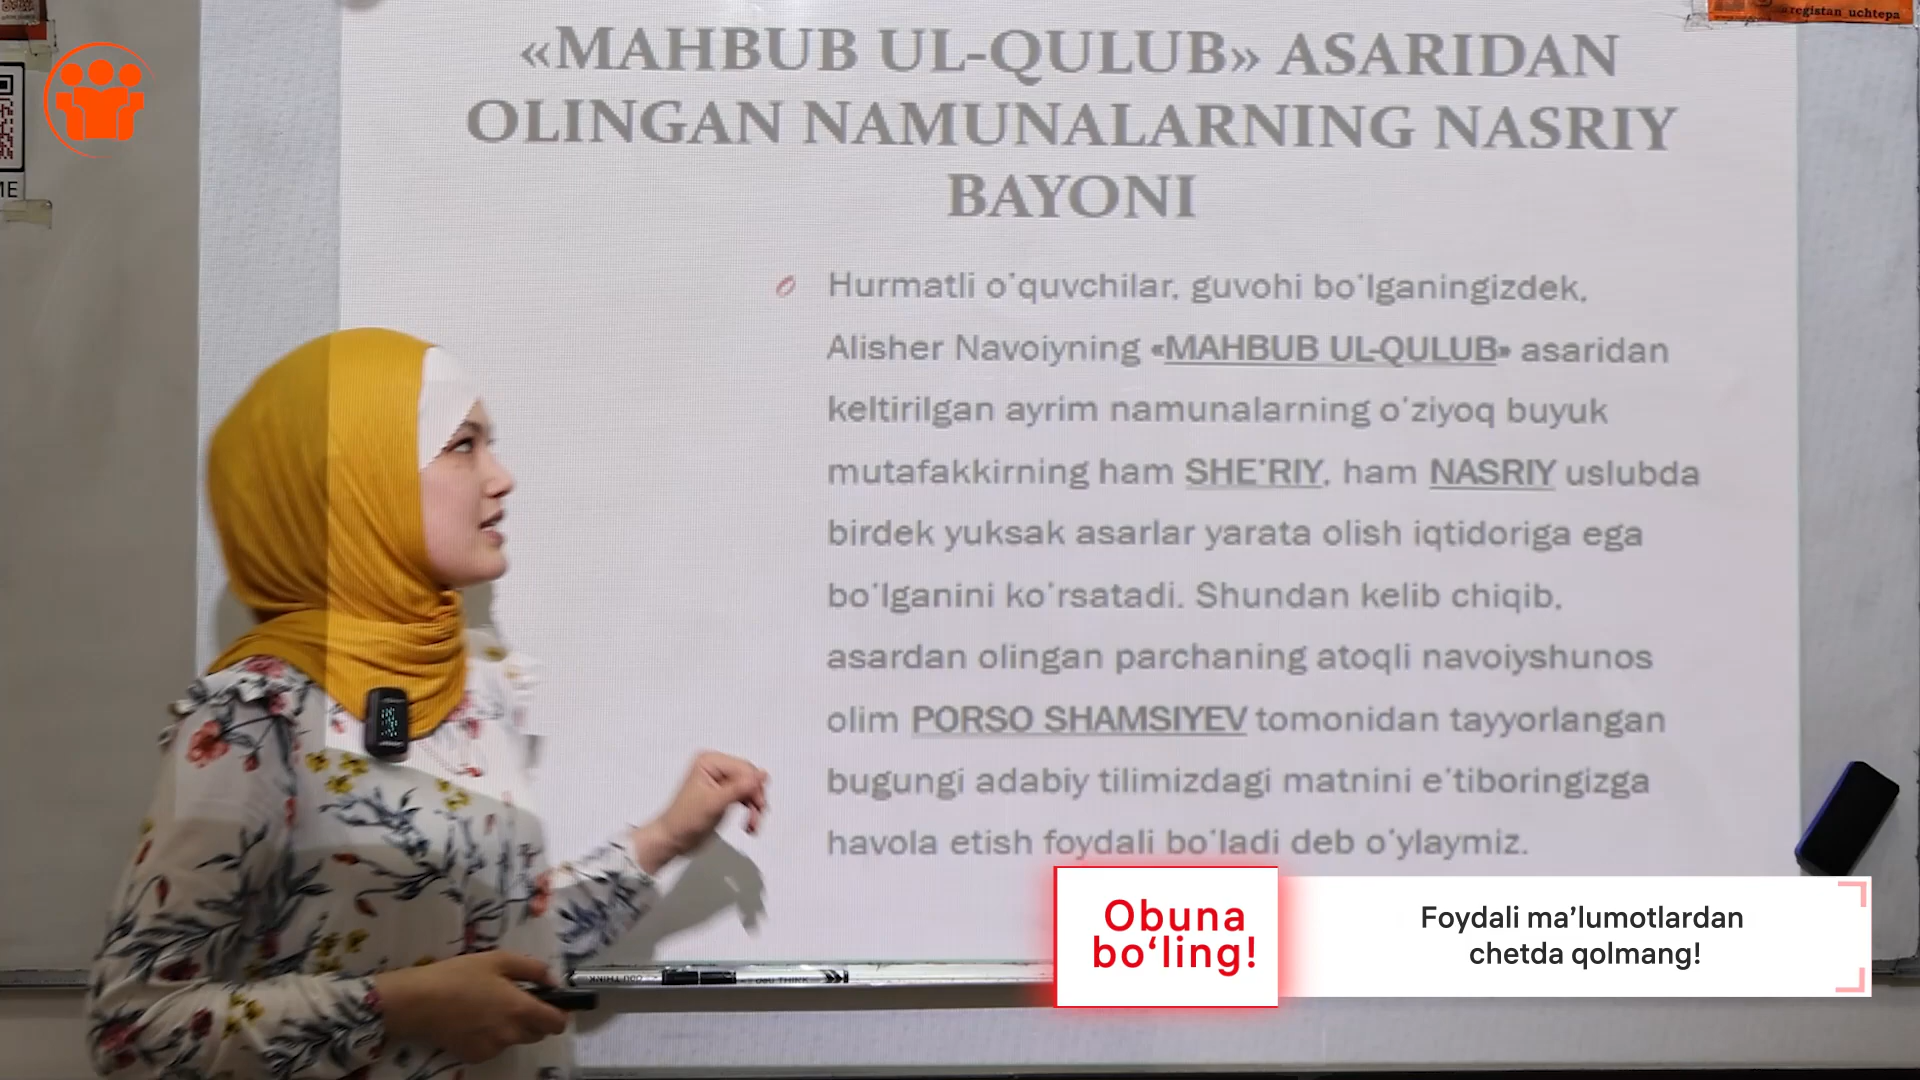 @registan_uchtepa
ME
«MAHBUB UL-QULUB» ASARIDAN
OLINGAN NAMUNALARNING NASRIY
BAYONI
Hurmatli o‘quvchilar, guvohi bo‘lganingizdek,
Alisher Navoiyning «MAHBUB UL-QULUB» asaridan
keltirilgan ayrim namunalarning o‘ziyoq buyuk
mutafakkirning ham SHE’RIY, ham NASRIY uslubda
birdek yuksak asarlar yarata olish iqtidoriga ega
bo‘lganini ko‘rsatadi. Shundan kelib chiqib,
asardan olingan parchaning atoqli navoiyshunos
olim PORSO SHAMSIYEV tomonidan tayyorlangan
bugungi adabiy tilimizdagi matnini e’tiboringizga
havola etish foydali bo‘ladi deb o‘ylaymiz.
Obuna
bo‘ling!
Foydali ma’lumotlardan
chetda qolmang!